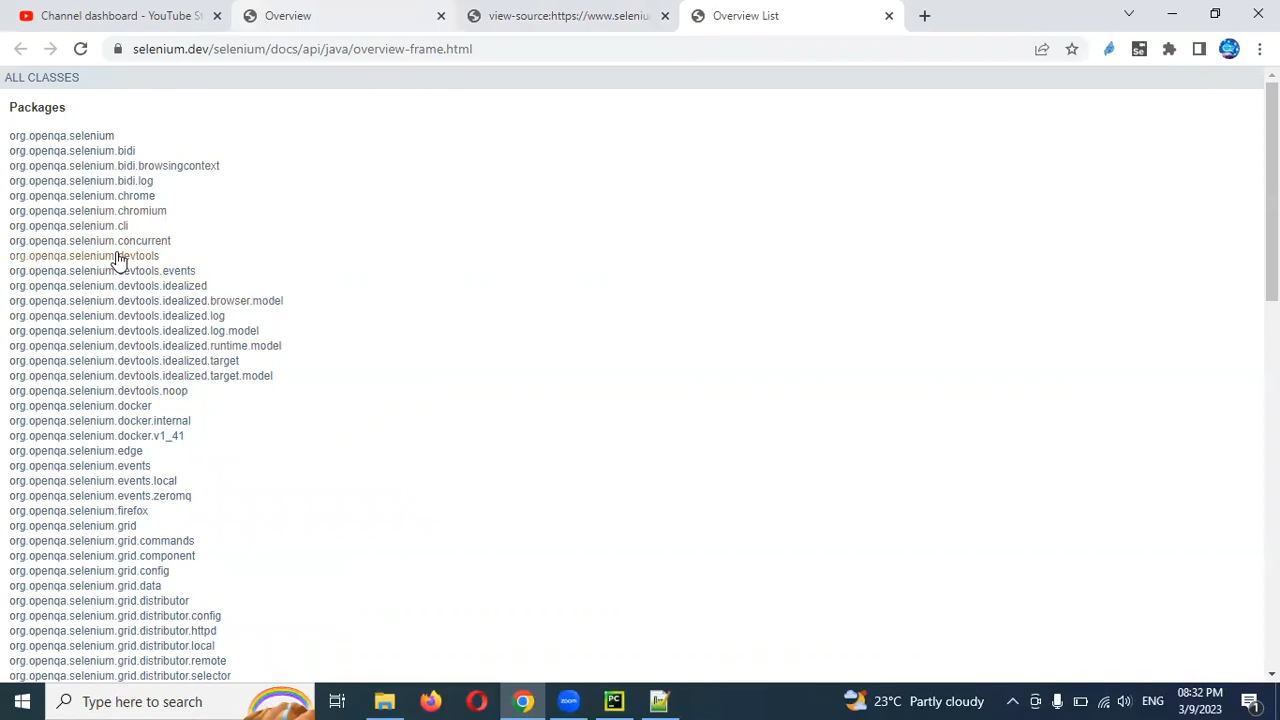 Channel dashboard - YouTube St
Overview
view-source:https://www.seleniu
Overview List
selenium.dev/selenium/docs/api/java/overview-frame.html
ALL CLASSES
Packages
org.openqa.selenium
org.openqa.selenium.bidi
org.openqa.selenium.bidi.browsingcontext
org.openqa.selenium.bidi.log
org.openqa.selenium.chrome
org.openqa.selenium.chromium
org.openqa.selenium.cli
org.openqa.selenium.concurrent
org.openqa.selenium.devtools
org.openqa.selenium.devtools.events
org.openqa.selenium.devtools.idealized
org.openqa.selenium.devtools.idealized.browser.model
org.openqa.selenium.devtools.idealized.log
org.openqa.selenium.devtools.idealized.log.model
org.openqa.selenium.devtools.idealized.runtime.model
org.openqa.selenium.devtools.idealized.target
org.openqa.selenium.devtools.idealized.target.model
org.openqa.selenium.devtools.noop
org.openqa.selenium.docker
org.openqa.selenium.docker.internal
org.openqa.selenium.docker.v1_41
org.openqa.selenium.edge
org.openqa.selenium.events
org.openqa.selenium.events.local
org.openqa.selenium.events.zeromq
org.openqa.selenium.firefox
org.openqa.selenium.grid
org.openqa.selenium.grid.commands
org.openqa.selenium.grid.component
org.openqa.selenium.grid.config
org.openqa.selenium.grid.data
org.openqa.selenium.grid.distributor
org.openqa.selenium.grid.distributor.config
org.openqa.selenium.grid.distributor.httpd
org.openqa.selenium.grid.distributor.local
org.openqa.selenium.grid.distributor.remote
org.openqa.selenium.grid.distributor.selector
Type here to search
23°C Partly cloudy
ENG
08:32 PM
3/9/2023